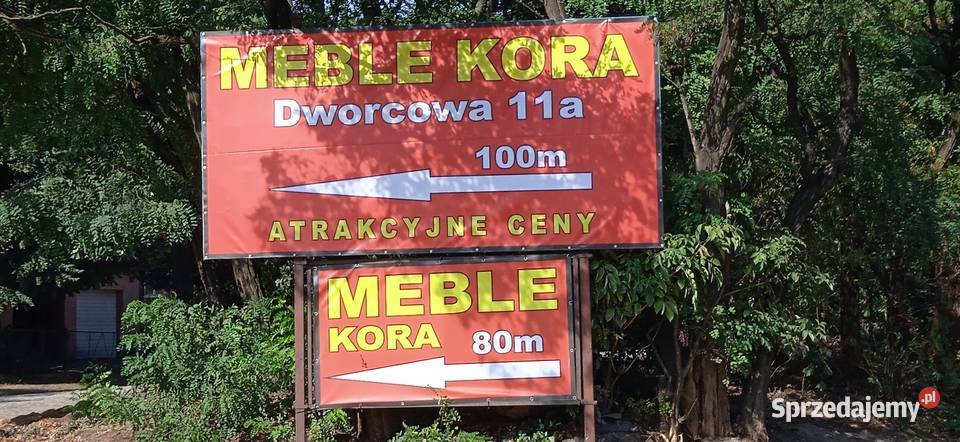 MEBLE KORA
Dworcowa 11a
100m
ATRAKCYJNE CENY
MEBLE
KORA 80m
Sprzedajemy.pl